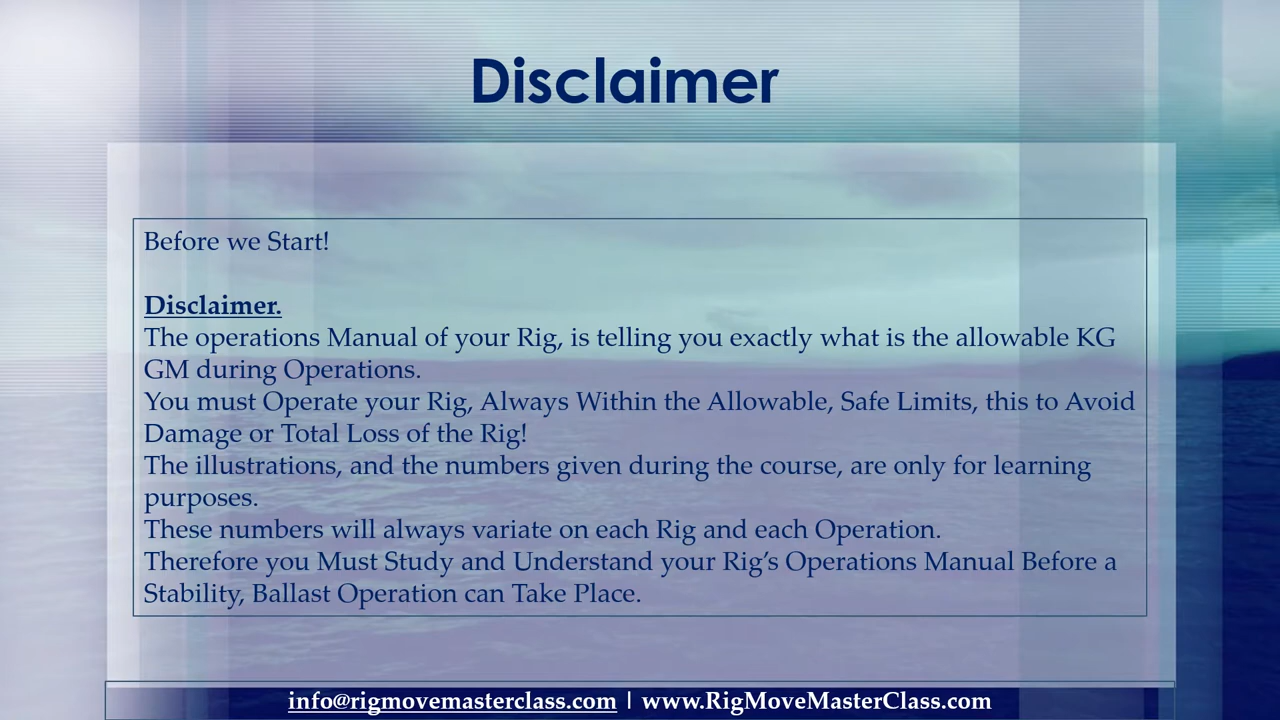 Disclaimer
Before we Start!
Disclaimer.
The operations Manual of your Rig, is telling you exactly what is the allowable KG
GM during Operations.
You must Operate your Rig, Always Within the Allowable, Safe Limits, this to Avoid
Damage or Total Loss of the Rig!
The illustrations, and the numbers given during the course, are only for learning
purposes.
These numbers will always variate on each Rig and each Operation.
Therefore you Must Study and Understand your Rig’s Operations Manual Before a
Stability, Ballast Operation can Take Place.
info@rigmovemasterclass.com | www.RigMoveMasterClass.com